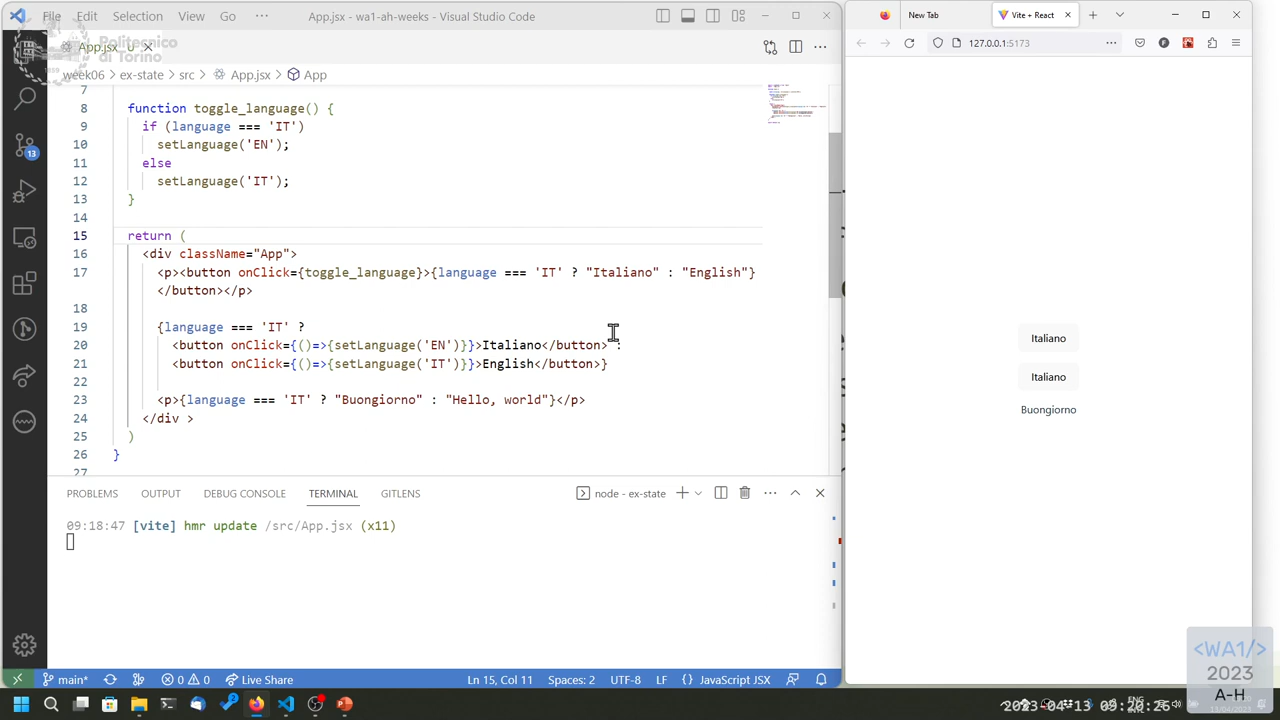 File Edit Selection View Go ··· App.jsx - wa1-ah-weeks - Visual Studio Code
Politecnico
di Torino
App.jsx U
week06 > ex-state > src > App.jsx > App
7
8 function toggle_language() {
9 if (language === 'IT')
10 setLanguage('EN');
11 else
12 setLanguage('IT');
13 }
14
15 return (
16 <div className="App">
17 <p><button onClick={toggle_language}>{language === 'IT' ? "Italiano" : "English"}
</button></p>
18
19 {language === 'IT' ?
20 <button onClick={()=>{setLanguage('EN')}}>Italiano</button> :
21 <button onClick={()=>{setLanguage('IT')}}>English</button>}
22
23 <p>{language === 'IT' ? "Buongiorno" : "Hello, world"}</p>
24 </div >
25 )
26 }
27
13
PROBLEMS OUTPUT DEBUG CONSOLE TERMINAL GITLENS
node - ex-state
09:18:47 [vite] hmr update /src/App.jsx (x11)
main* 0 0 Live Share
Ln 15, Col 11 Spaces: 2 UTF-8 LF {} JavaScript JSX
New Tab
Vite + React
127.0.0.1:5173
Italiano
Italiano
Buongiorno
<WA1/>
2023
A-H
2023-04-13 09:20:26